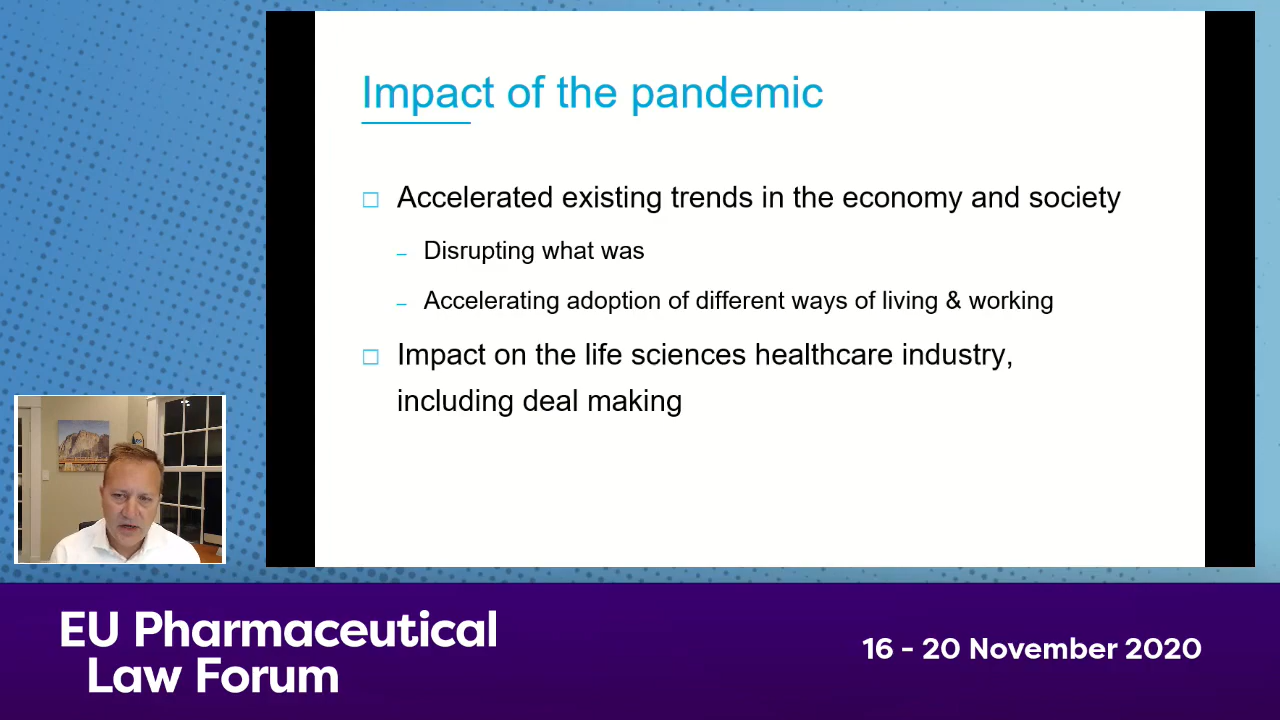 Impact of the pandemic
□ Accelerated existing trends in the economy and society
– Disrupting what was
– Accelerating adoption of different ways of living & working
□ Impact on the life sciences healthcare industry,
including deal making
EU Pharmaceutical
Law Forum
16 - 20 November 2020